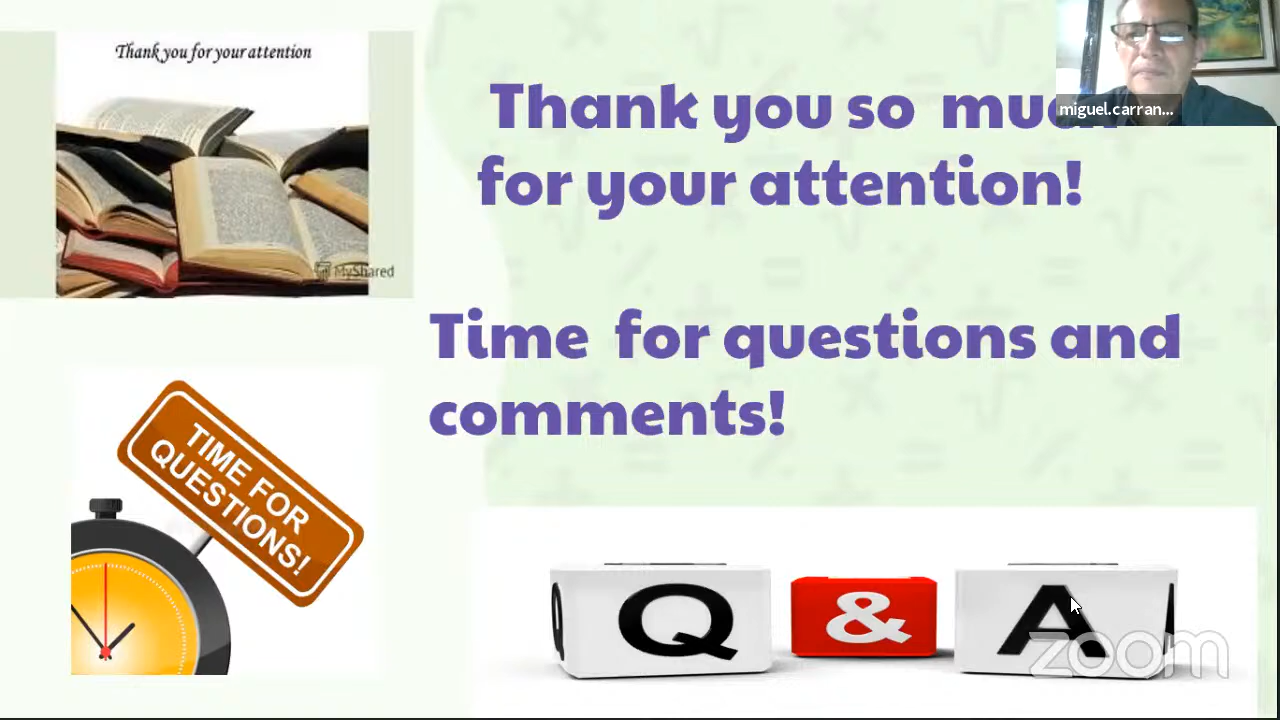 Thank you for your attention
MyShared
Thank you so much
for your attention!
miguel.carran...
Time for questions and
comments!
TIME FOR
QUESTIONS!
Q & A
zoom